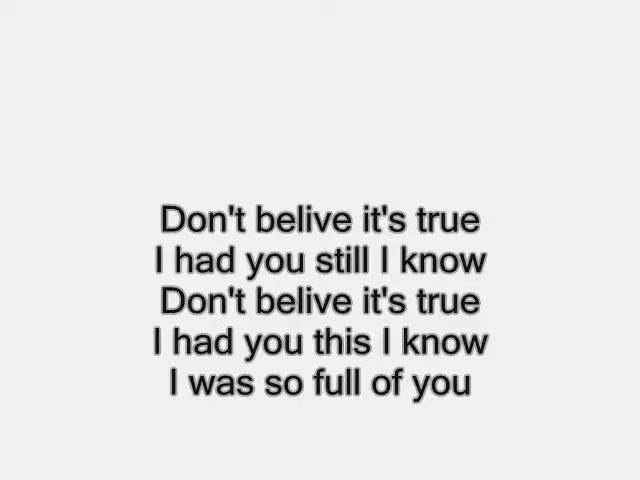 Don't belive it's true
I had you still I know
Don't belive it's true
I had you this I know
I was so full of you